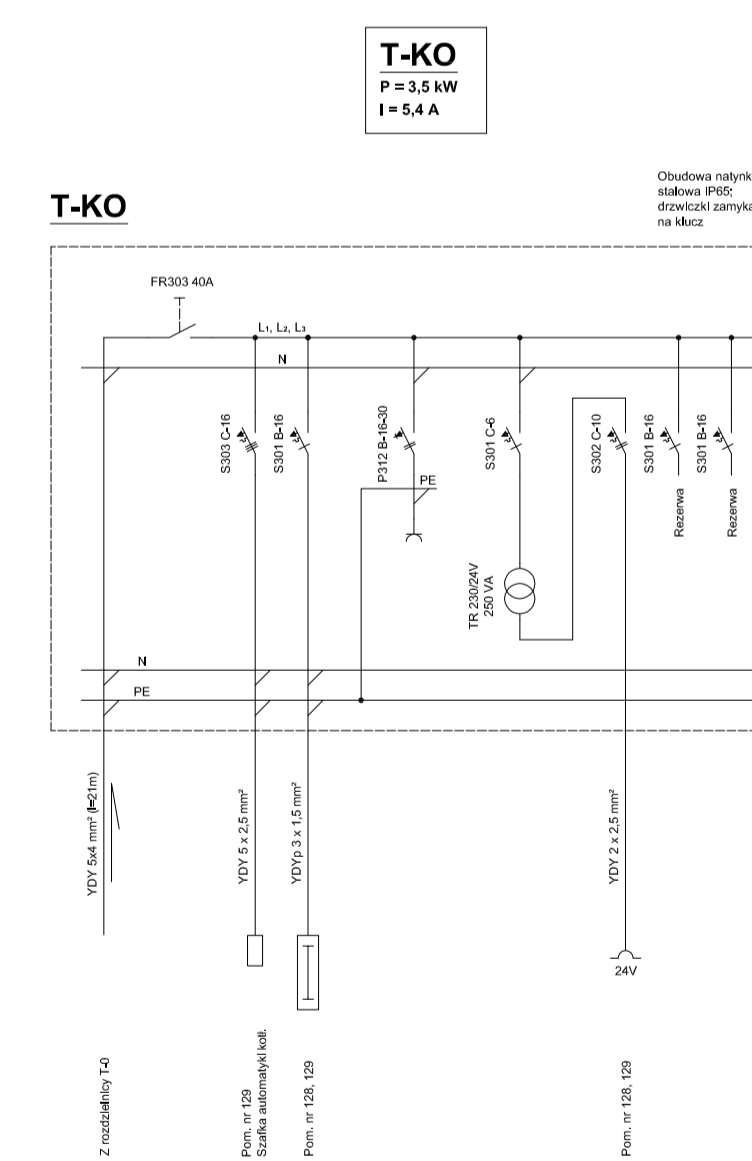 T-KO
P = 3,5 kW
I = 5,4 A
T-KO
Obudowa natynk
stalowa IP65;
drzwiczki zamyka
na klucz
FR303 40A
L₁, L₂, L₃
N
S303 C-16
S301 B-16
P312 B-16-30
S301 C-6
S302 C-10
S301 B-16
S301 B-16
PE
Rezerwa
Rezerwa
TR 230/24V
250 VA
N
PE
YDY 5x4 mm² (l=21m)
YDY 5 x 2,5 mm²
YDYp 3 x 1,5 mm²
YDY 2 x 2,5 mm²
24V
Z rozdzielnicy T-0
Pom. nr 129
Szafka automatyki kotł.
Pom. nr 128, 129
Pom. nr 128, 129